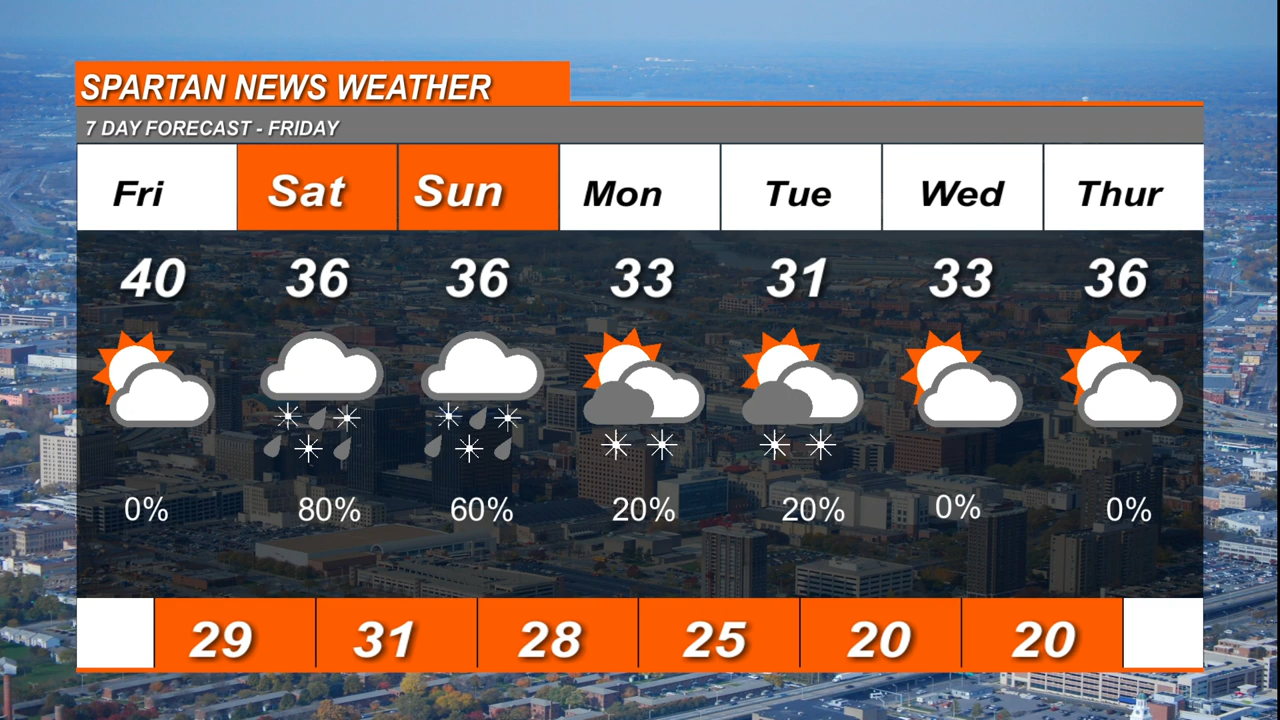 SPARTAN NEWS WEATHER
7 DAY FORECAST - FRIDAY
Fri Sat Sun Mon Tue Wed Thur
40 36 36 33 31 33 36
0% 80% 60% 20% 20% 0% 0%
29 31 28 25 20 20